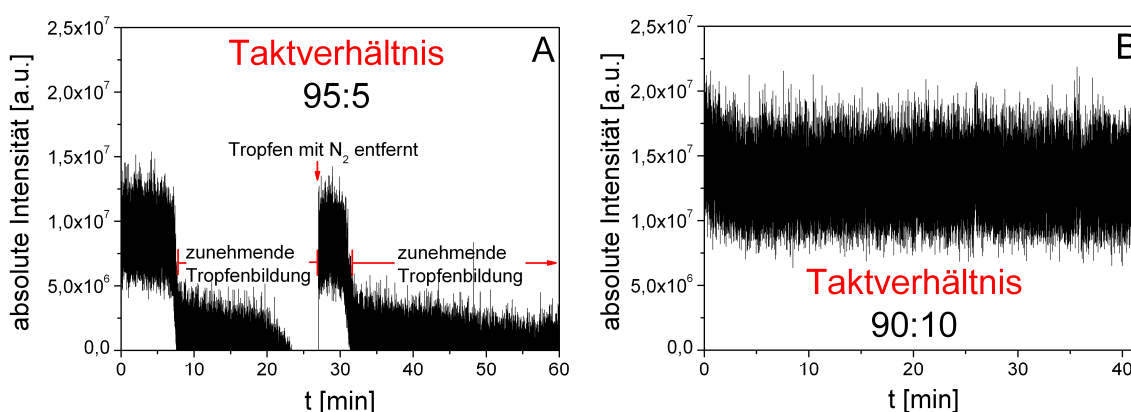 A
Taktverhältnis
95:5
Tropfen mit N₂ entfernt
zunehmende
Tropfenbildung
zunehmende
Tropfenbildung
absolute Intensität [a.u.]
2,5x10⁷
2,0x10⁷
1,5x10⁷
1,0x10⁷
5,0x10⁶
0,0
0 10 20 30 40 50 60
t [min]
B
absolute Intensität [a.u.]
2,5x10⁷
2,0x10⁷
1,5x10⁷
1,0x10⁷
5,0x10⁶
0,0
Taktverhältnis
90:10
0 10 20 30 40
t [min]